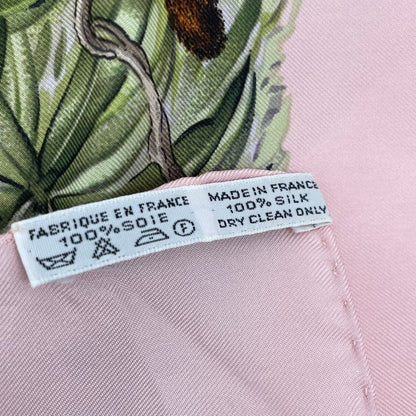 FABRIQUE EN FRANCE
100% SOIE
F
MADE IN FRANCE
100% SILK
DRY CLEAN ONLY